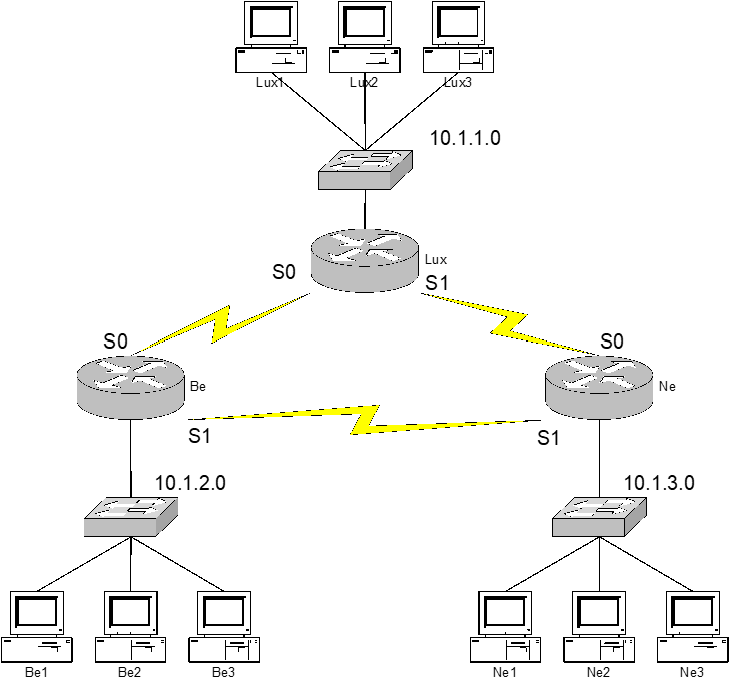 Lux1
Lux2
Lux3
10.1.1.0
Lux
S0
S1
S0
S0
Be
Ne
S1
S1
10.1.2.0
10.1.3.0
Be1
Be2
Be3
Ne1
Ne2
Ne3